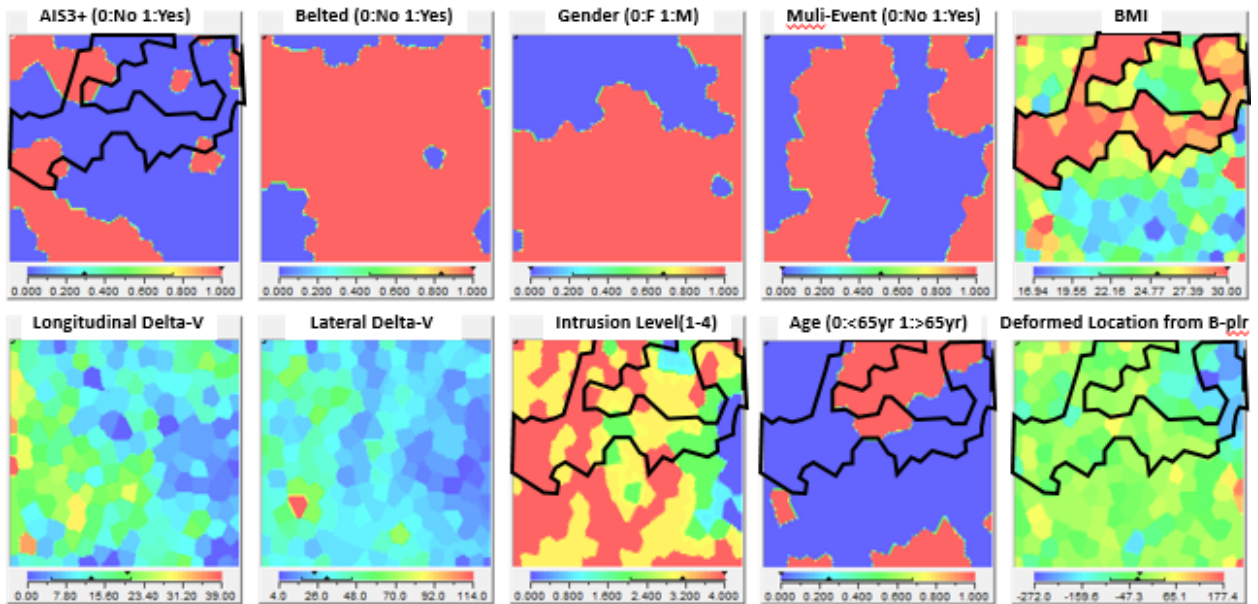 AIS3+ (0:No 1:Yes)
Belted (0:No 1:Yes)
Gender (0:F 1:M)
Muli-Event (0:No 1:Yes)
BMI
0.000 0.200 0.400 0.600 0.800 1.000
0.000 0.200 0.400 0.600 0.800 1.000
0.000 0.200 0.400 0.600 0.800 1.000
0.000 0.200 0.400 0.600 0.800 1.000
16.94 19.55 22.16 24.77 27.39 30.00
Longitudinal Delta-V
Lateral Delta-V
Intrusion Level(1-4)
Age (0:<65yr 1:>65yr)
Deformed Location from B-plr
0.00 7.80 15.60 23.40 31.20 39.00
4.0 26.0 48.0 70.0 92.0 114.0
0.000 0.800 1.600 2.400 3.200 4.000
0.000 0.200 0.400 0.600 0.800 1.000
-272.0 -159.6 -47.3 65.1 177.4